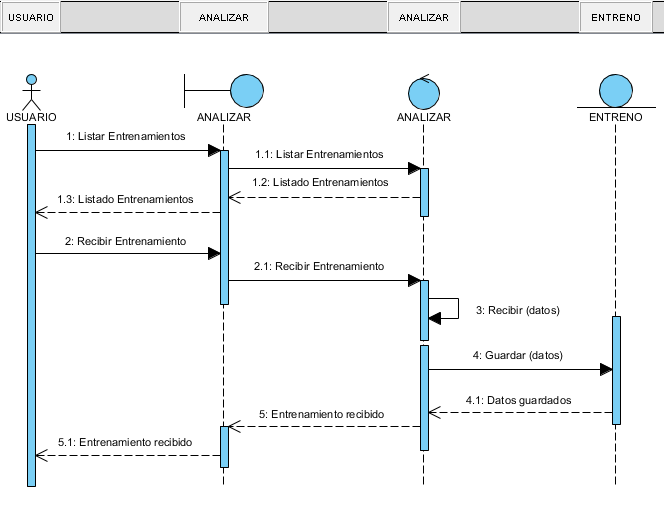 USUARIO
ANALIZAR
ANALIZAR
ENTRENO
USUARIO
ANALIZAR
ANALIZAR
ENTRENO
1: Listar Entrenamientos
1.1: Listar Entrenamientos
1.2: Listado Entrenamientos
1.3: Listado Entrenamientos
2: Recibir Entrenamiento
2.1: Recibir Entrenamiento
3: Recibir (datos)
4: Guardar (datos)
4.1: Datos guardados
5: Entrenamiento recibido
5.1: Entrenamiento recibido